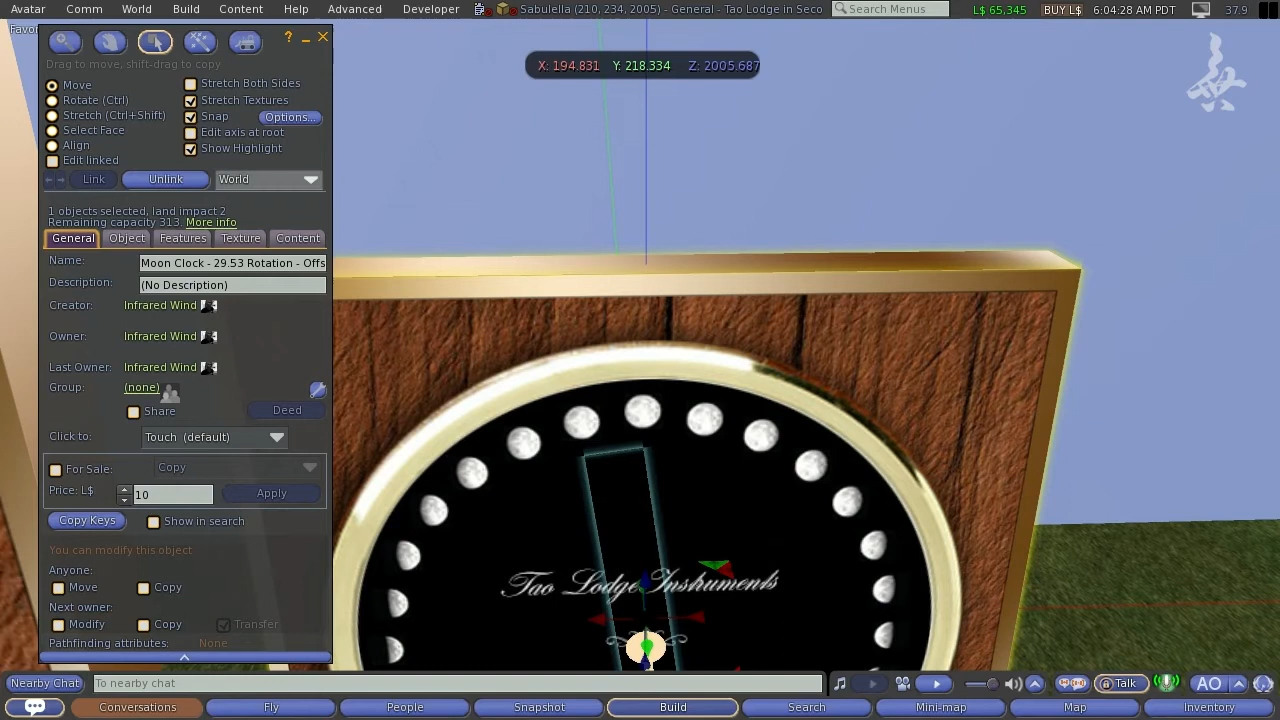 Avatar Comm World Build Content Help Advanced Developer Sabulella (210, 234, 2005) - General - Tao Lodge in Seco Search Menus L$ 65,345 BUY L$ 6:04:28 AM PDT 37.9
Favor
Drag to move, shift-drag to copy
X: 194.831 Y: 218.334 Z: 2005.687
Move
Rotate (Ctrl)
Stretch (Ctrl+Shift)
Select Face
Align
Edit linked
Stretch Both Sides
Stretch Textures
Snap Options...
Edit axis at root
Show Highlight
Link Unlink World
1 objects selected, land impact 2
Remaining capacity 313. More info
General Object Features Texture Content
Name: Moon Clock - 29.53 Rotation - Offs
Description: (No Description)
Creator: Infrared Wind
Owner: Infrared Wind
Last Owner: Infrared Wind
Group: (none)
Share Deed
Click to: Touch (default)
For Sale: Copy
Price: L$ 10 Apply
Copy Keys Show in search
You can modify this object
Anyone:
Move Copy
Next owner:
Modify Copy Transfer
Pathfinding attributes: None
Tao Lodge Instruments
Nearby Chat To nearby chat Talk AO
Conversations Fly People Snapshot Build Search Mini-map Map Inventory